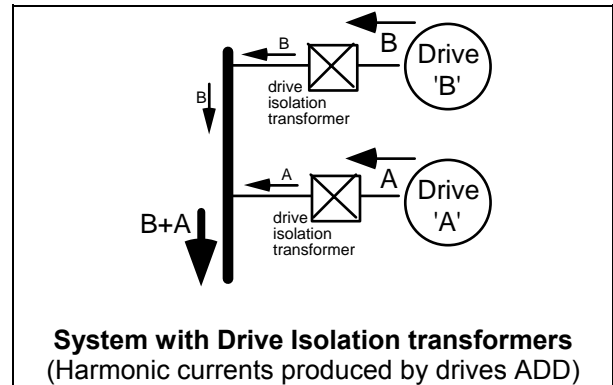 B
B
Drive
'B'
drive
isolation
transformer
B
A
A
Drive
'A'
drive
isolation
transformer
B+A
System with Drive Isolation transformers
(Harmonic currents produced by drives ADD)